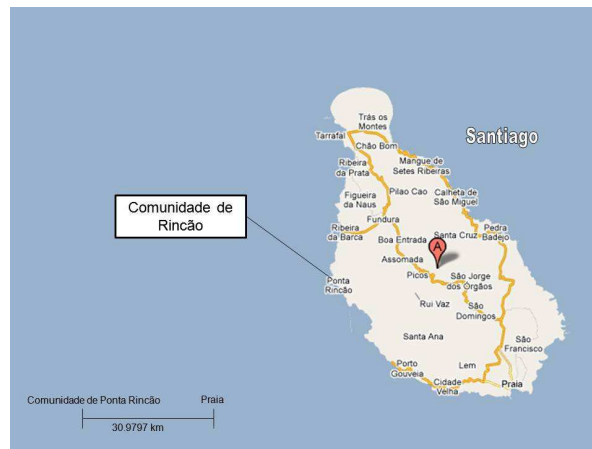 Santiago
Trás os
Montes
Tarrafal
Chão Bom
Ribeira
da Prata
Mangue de
Setes Ribeiras
Figueira
da Naus
Pilao Cao
Calheta de
São Miguel
Comunidade de
Rincão
Fundura
Ribeira
da Barca
Boa Entrada
Santa Cruz
Pedra
Badejo
A
Assomada
Ponta
Rincão
Picos
São Jorge
dos Órgãos
Rui Vaz
São
Domingos
Santa Ana
São
Francisco
Porto
Gouveia
Lem
Cidade
Velha
Praia
Comunidade de Ponta Rincão
Praia
30.9797 km